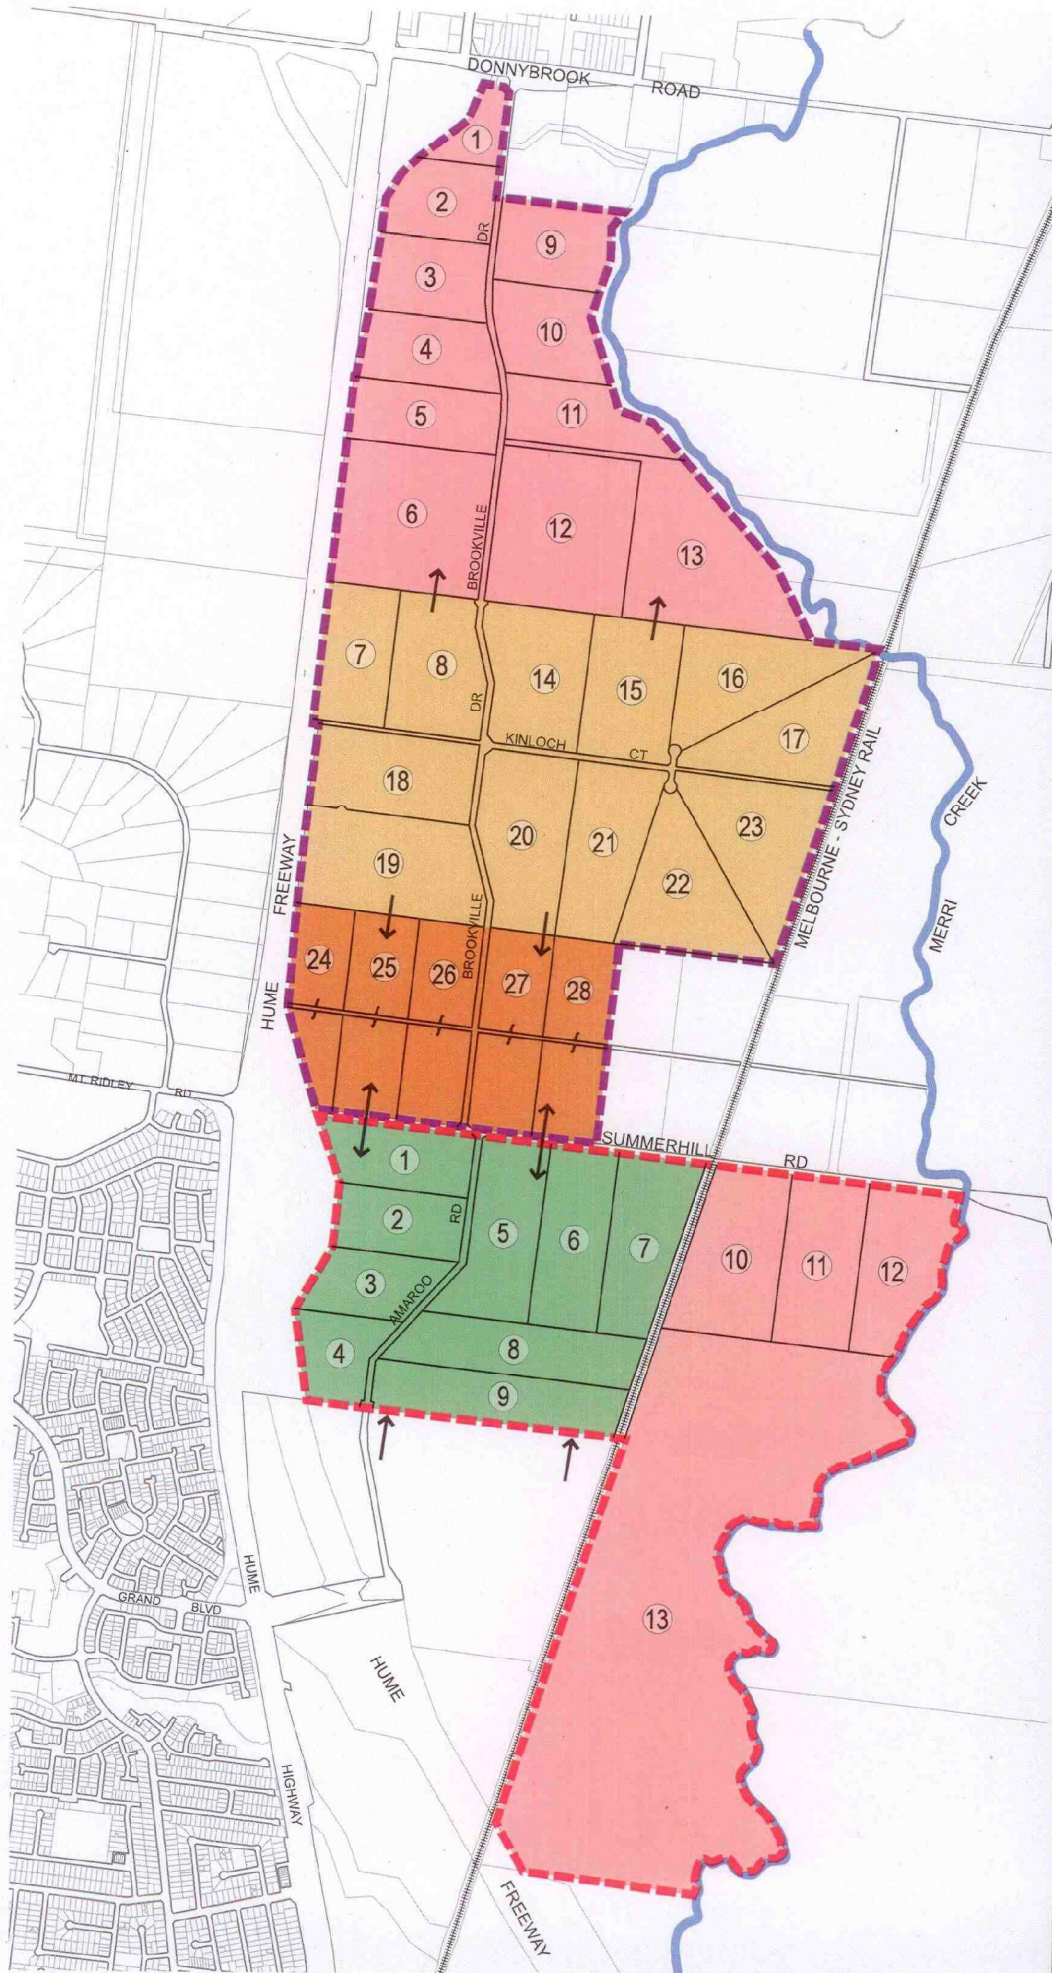 DONNYBROOK
ROAD
1
2
DR
3
9
4
10
5
11
6
BROOKVILLE
12
13
7
8
14
15
16
DR
KINLOCH
CT
17
18
MELBOURNE - SYDNEY RAIL
CREEK
19
20
21
23
22
FREEWAY
MERRI
BROOKVILLE
24
25
26
27
28
HUME
MT. RIDLEY
RD
SUMMERHILL
RD
1
2
RD
5
6
7
10
11
12
3
AMAROO
4
8
9
HUME
GRAND
BLVD
13
HUME
HIGHWAY
FREEWAY